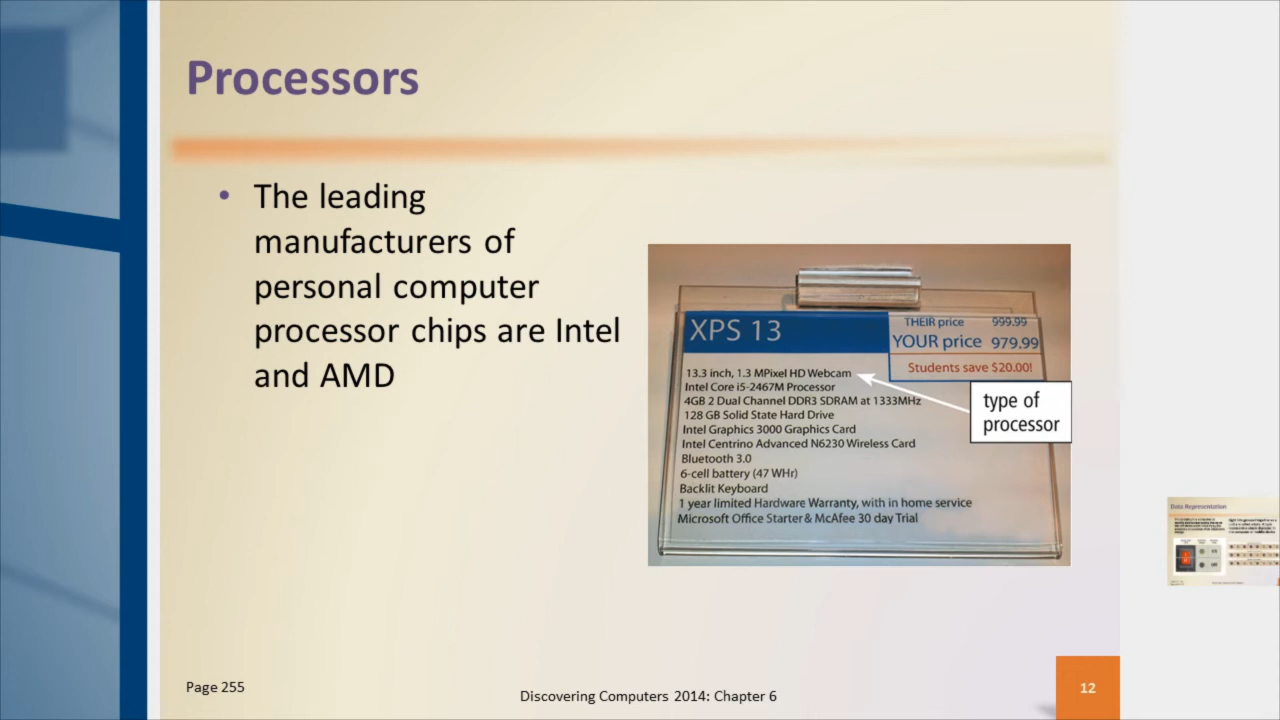 Processors
• The leading
manufacturers of
personal computer
processor chips are Intel
and AMD
XPS 13
THEIR price 999.99
YOUR price 979.99
Students save $20.00!
13.3 inch, 1.3 MPixel HD Webcam
Intel Core i5-2467M Processor
4GB 2 Dual Channel DDR3 SDRAM at 1333MHz
128 GB Solid State Hard Drive
Intel Graphics 3000 Graphics Card
Intel Centrino Advanced N6230 Wireless Card
Bluetooth 3.0
6-cell battery (47 WHr)
Backlit Keyboard
1 year limited Hardware Warranty, with in home service
Microsoft Office Starter & McAfee 30 day Trial
type of
processor
Data Representation
Page 255
Discovering Computers 2014: Chapter 6
12